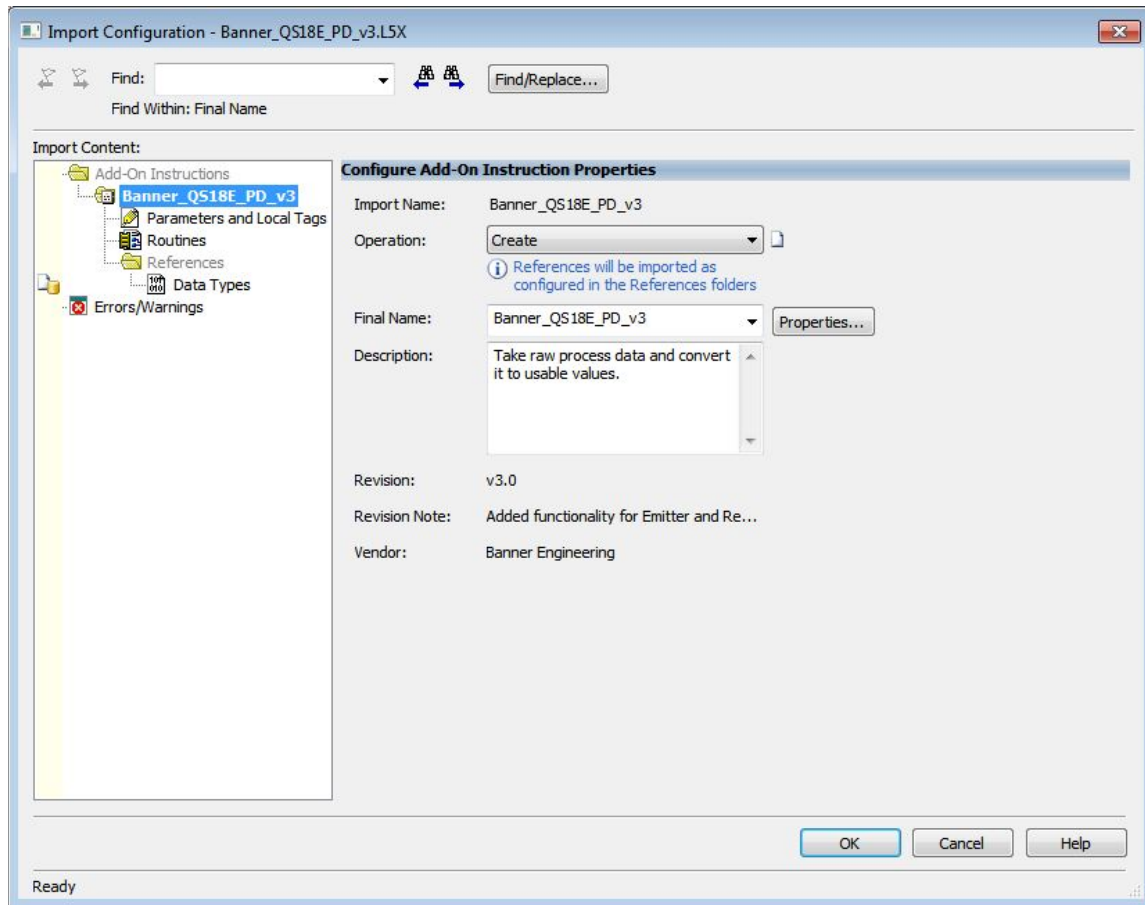 Import Configuration - Banner_QS18E_PD_v3.L5X
Find:
Find/Replace...
Find Within: Final Name
Import Content:
Add-On Instructions
Banner_QS18E_PD_v3
Parameters and Local Tags
Routines
References
Data Types
Errors/Warnings
Configure Add-On Instruction Properties
Import Name: Banner_QS18E_PD_v3
Operation: Create
References will be imported as
configured in the References folders
Final Name: Banner_QS18E_PD_v3 Properties...
Description: Take raw process data and convert
it to usable values.
Revision: v3.0
Revision Note: Added functionality for Emitter and Re...
Vendor: Banner Engineering
OK Cancel Help
Ready